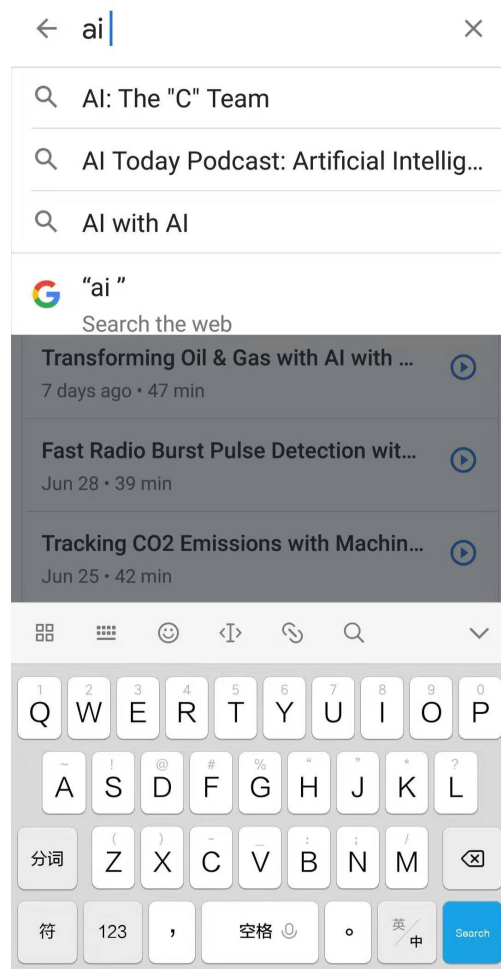 ai
AI: The "C" Team
AI Today Podcast: Artificial Intellig...
AI with AI
“ai ”
Search the web
Transforming Oil & Gas with AI with ...
7 days ago • 47 min
Fast Radio Burst Pulse Detection wit...
Jun 28 • 39 min
Tracking CO2 Emissions with Machin...
Jun 25 • 42 min
1 2 3 4 5 6 7 8 9 0
Q W E R T Y U I O P
~ ! @ # % “ ” * ?
A S D F G H J K L
( ) - _ : ; /
分词 Z X C V B N M
符 123 , 空格 。 英/中 Search